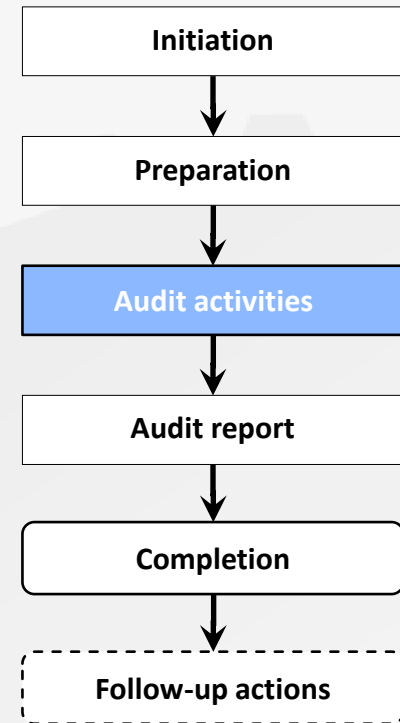 Initiation
Preparation
Audit activities
Audit report
Completion
Follow-up actions